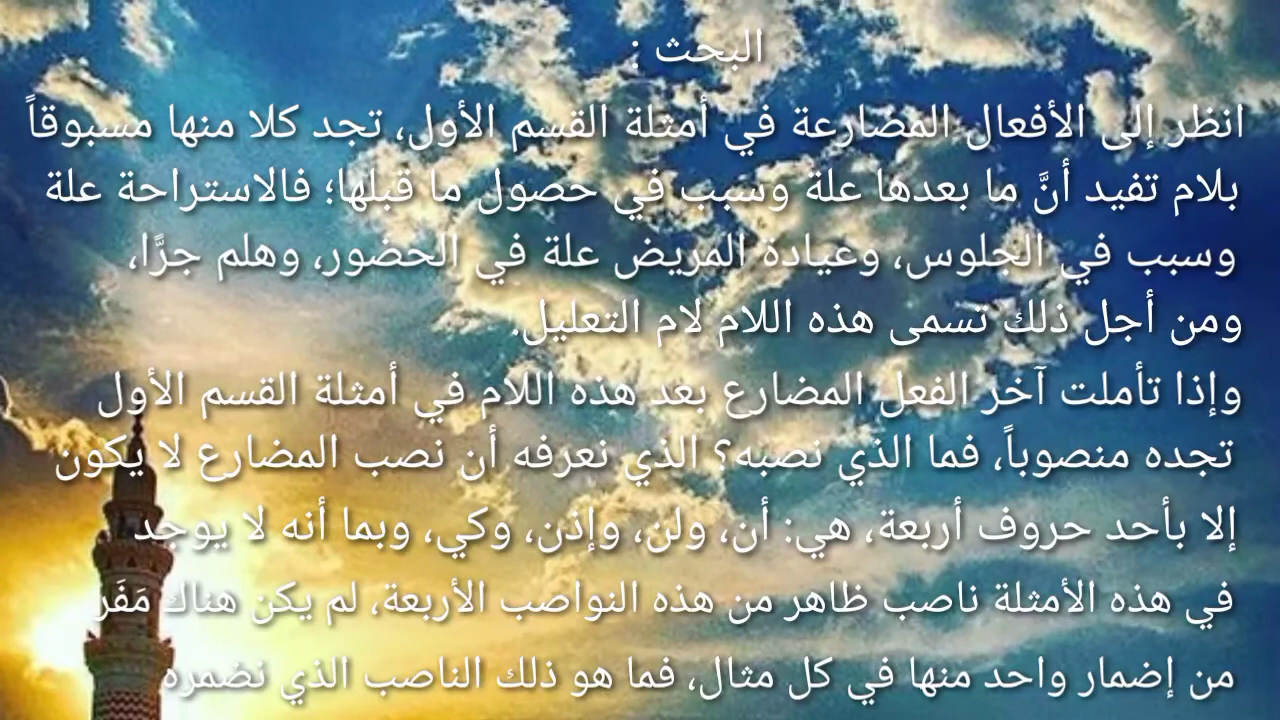 البحث :
انظر إلى الأفعال المضارعة في أمثلة القسم الأول، تجد كلا منها مسبوقاً
بلام تفيد أنَّ ما بعدها علة وسبب في حصول ما قبلها؛ فالاستراحة علة
وسبب في الجلوس، وعيادة المريض علة في الحضور، وهلم جرًّا،
ومن أجل ذلك تسمى هذه اللام لام التعليل.
وإذا تأملت آخر الفعل المضارع بعد هذه اللام في أمثلة القسم الأول
تجده منصوباً، فما الذي نصبه؟ الذي نعرفه أن نصب المضارع لا يكون
إلا بأحد حروف أربعة، هي: أن، ولن، وإذن، وكي، وبما أنه لا يوجد
في هذه الأمثلة ناصب ظاهر من هذه النواصب الأربعة، لم يكن هناك مَفَر
من إضمار واحد منها في كل مثال، فما هو ذلك الناصب الذي نضمره